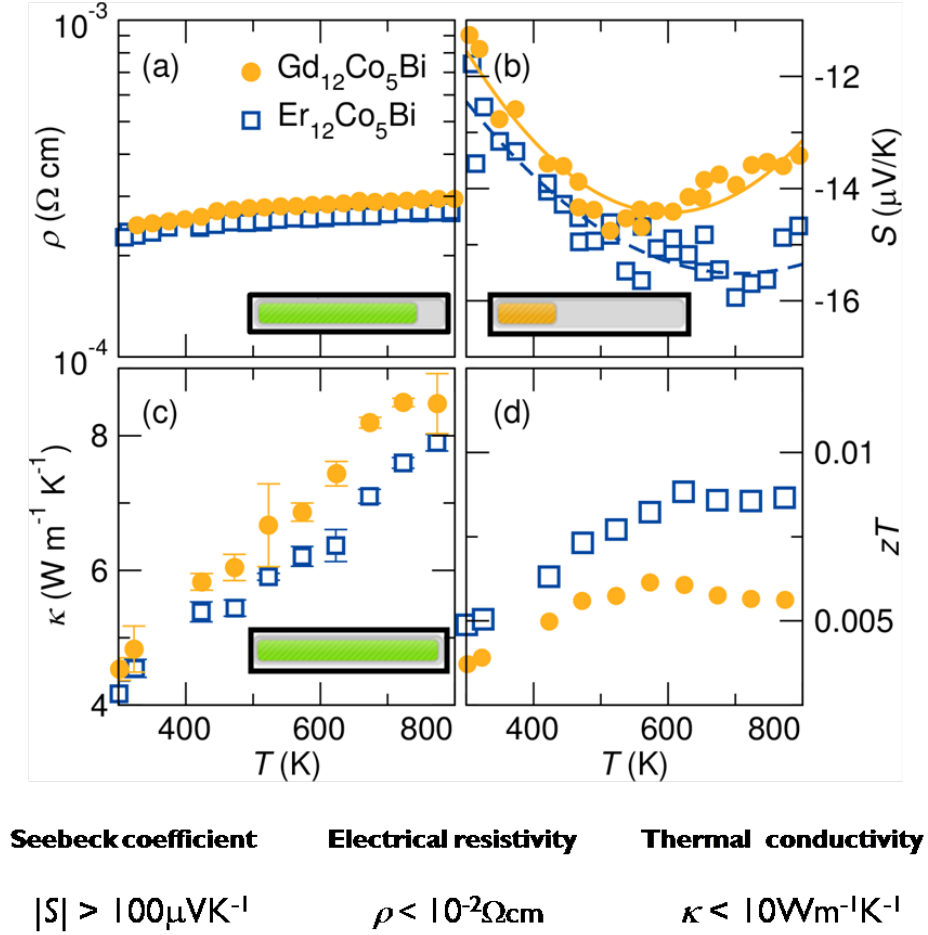 10⁻³
(a)
Gd₁₂Co₅Bi
Er₁₂Co₅Bi
ρ (Ω cm)
10⁻⁴
(b)
-12
-14
-16
S (μV/K)
10
8
6
4
(c)
κ (W m⁻¹ K⁻¹)
400 600 800
T (K)
(d)
0.01
0.005
zT
400 600 800
T (K)
Seebeck coefficient Electrical resistivity Thermal conductivity
|S| > 100μVK⁻¹ ρ < 10⁻²Ωcm κ < 10Wm⁻¹K⁻¹